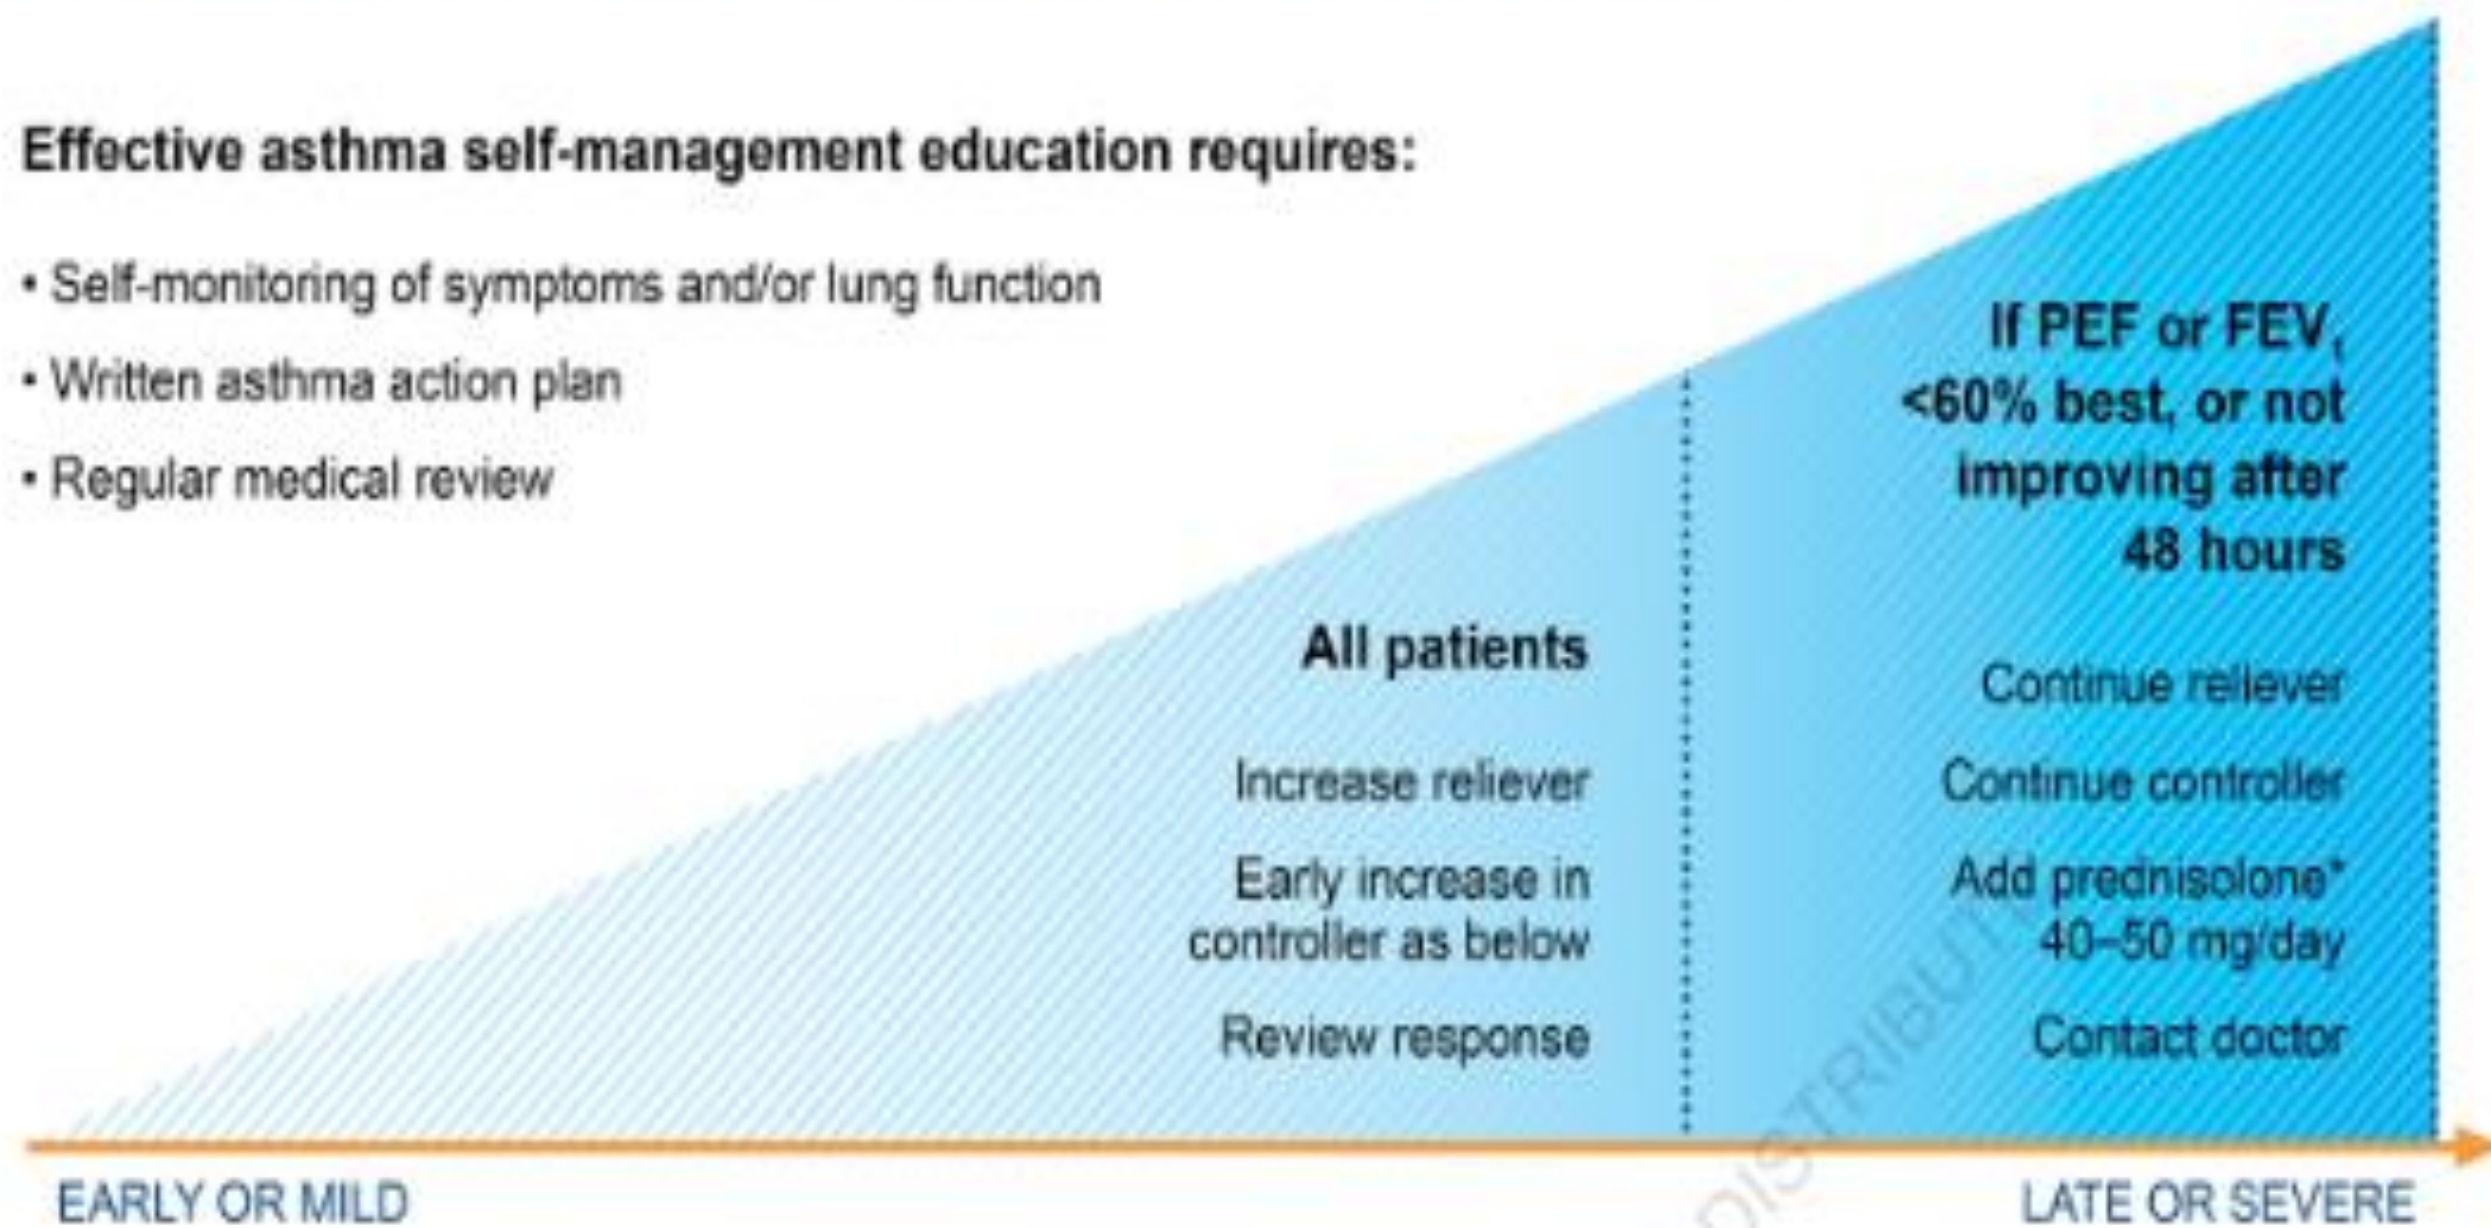 Effective asthma self-management education requires:
• Self-monitoring of symptoms and/or lung function
• Written asthma action plan
• Regular medical review
All patients
Increase reliever
Early increase in
controller as below
Review response
If PEF or FEV₁
<60% best, or not
improving after
48 hours
Continue reliever
Continue controller
Add prednisolone*
40–50 mg/day
Contact doctor
EARLY OR MILD
LATE OR SEVERE
DISTRIBUT